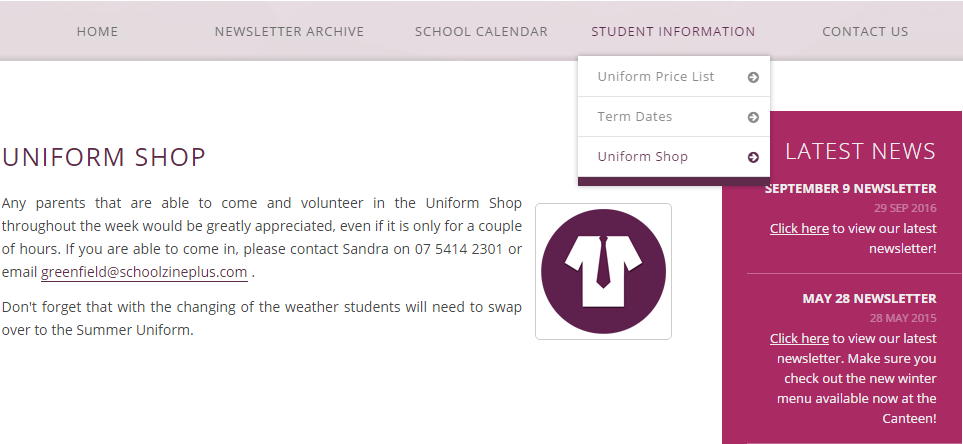 HOME
NEWSLETTER ARCHIVE
SCHOOL CALENDAR
STUDENT INFORMATION
CONTACT US
Uniform Price List
Term Dates
Uniform Shop
UNIFORM SHOP
Any parents that are able to come and volunteer in the Uniform Shop
throughout the week would be greatly appreciated, even if it is only for a couple
of hours. If you are able to come in, please contact Sandra on 07 5414 2301 or
email greenfield@schoolzineplus.com .
Don't forget that with the changing of the weather students will need to swap
over to the Summer Uniform.
LATEST NEWS
SEPTEMBER 9 NEWSLETTER
29 SEP 2016
Click here to view our latest
newsletter!
MAY 28 NEWSLETTER
28 MAY 2015
Click here to view our latest
newsletter. Make sure you
check out the new winter
menu available now at the
Canteen!